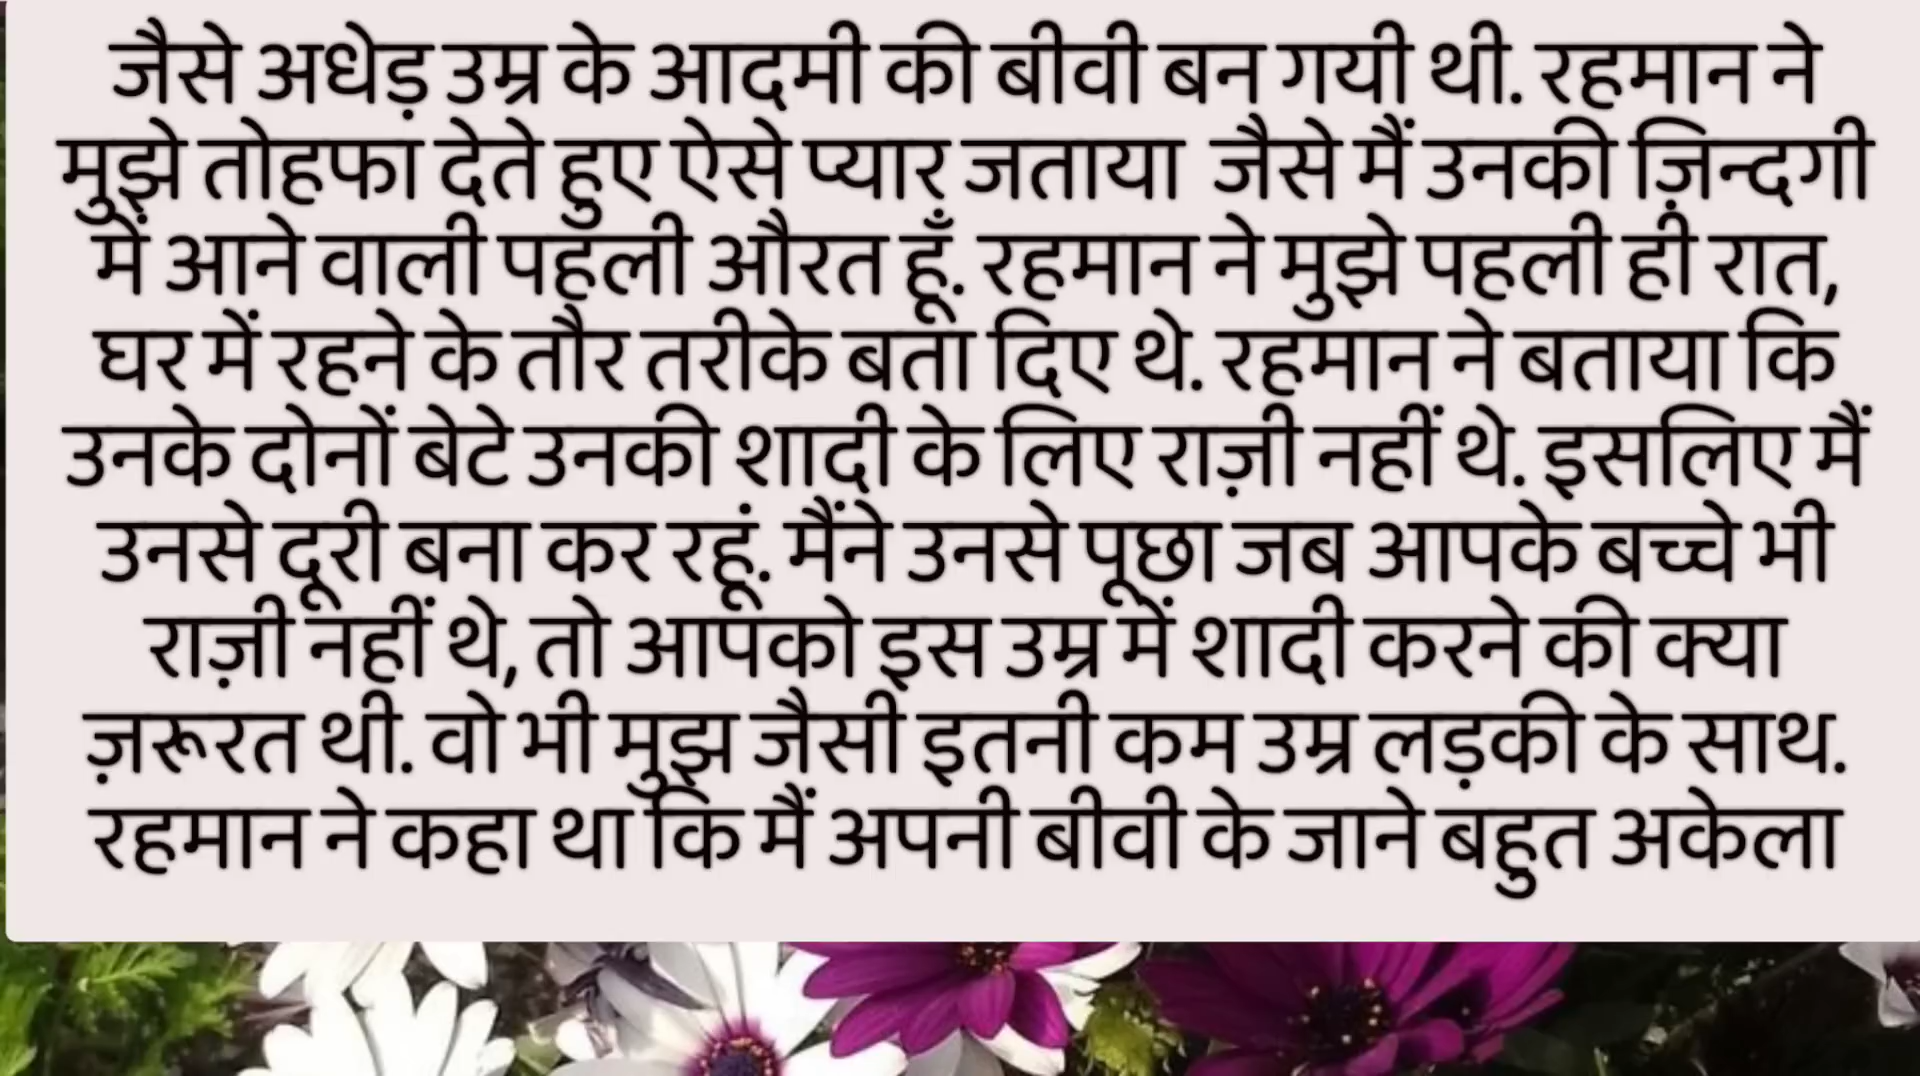 जैसे अधेड़ उम्र के आदमी की बीवी बन गयी थी. रहमान ने
मुझे तोहफा देते हुए ऐसे प्यार जताया जैसे मैं उनकी ज़िन्दगी
में आने वाली पहली औरत हूँ. रहमान ने मुझे पहली ही रात,
घर में रहने के तौर तरीके बता दिए थे. रहमान ने बताया कि
उनके दोनों बेटे उनकी शादी के लिए राज़ी नहीं थे. इसलिए मैं
उनसे दूरी बना कर रहूं. मैंने उनसे पूछा जब आपके बच्चे भी
राज़ी नहीं थे, तो आपको इस उम्र में शादी करने की क्या
ज़रूरत थी. वो भी मुझ जैसी इतनी कम उम्र लड़की के साथ.
रहमान ने कहा था कि मैं अपनी बीवी के जाने बहुत अकेला